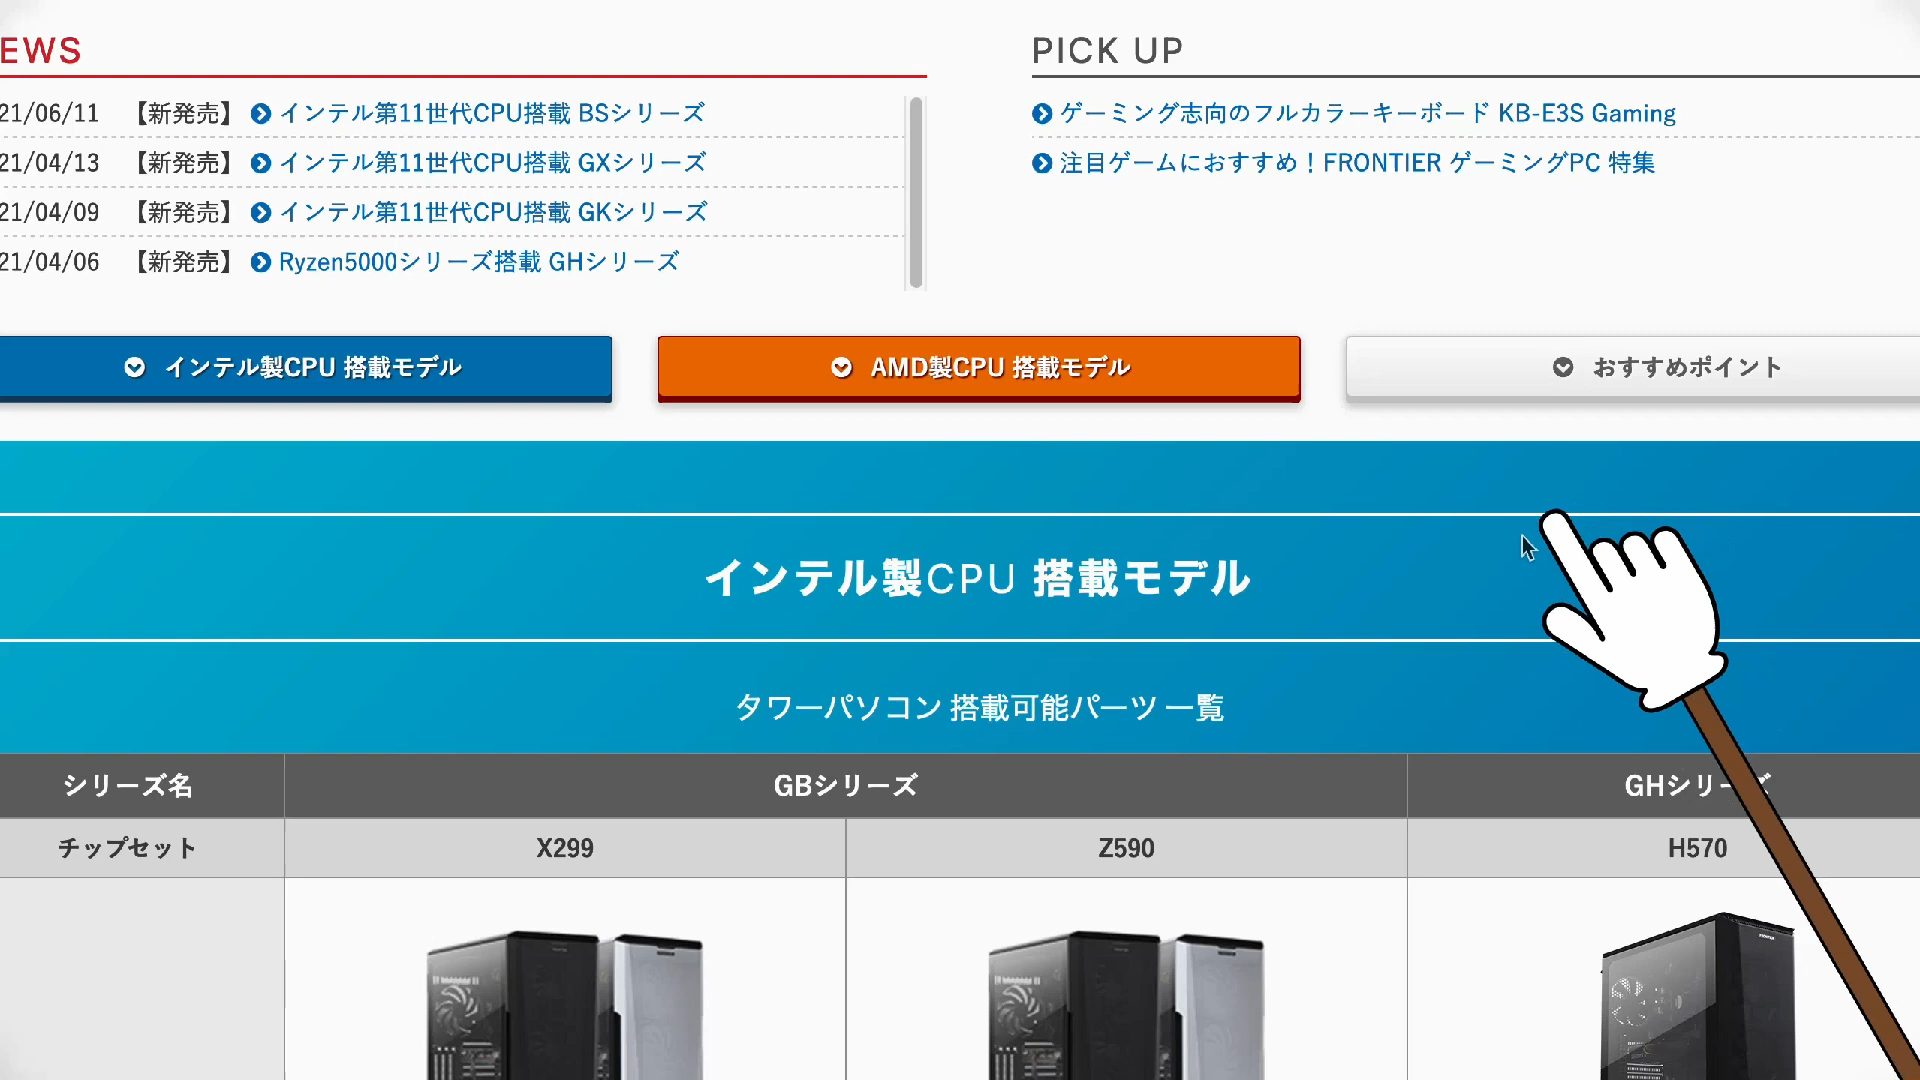 EWS
21/06/11 【新発売】 インテル第11世代CPU搭載 BSシリーズ
21/04/13 【新発売】 インテル第11世代CPU搭載 GXシリーズ
21/04/09 【新発売】 インテル第11世代CPU搭載 GKシリーズ
21/04/06 【新発売】 Ryzen5000シリーズ搭載 GHシリーズ
PICK UP
ゲーミング志向のフルカラーキーボード KB-E3S Gaming
注目ゲームにおすすめ！FRONTIER ゲーミングPC 特集
インテル製CPU 搭載モデル
AMD製CPU 搭載モデル
おすすめポイント
インテル製CPU 搭載モデル
タワーパソコン 搭載可能パーツ 一覧
シリーズ名 GBシリーズ GHシリーズ
チップセット X299 Z590 H570